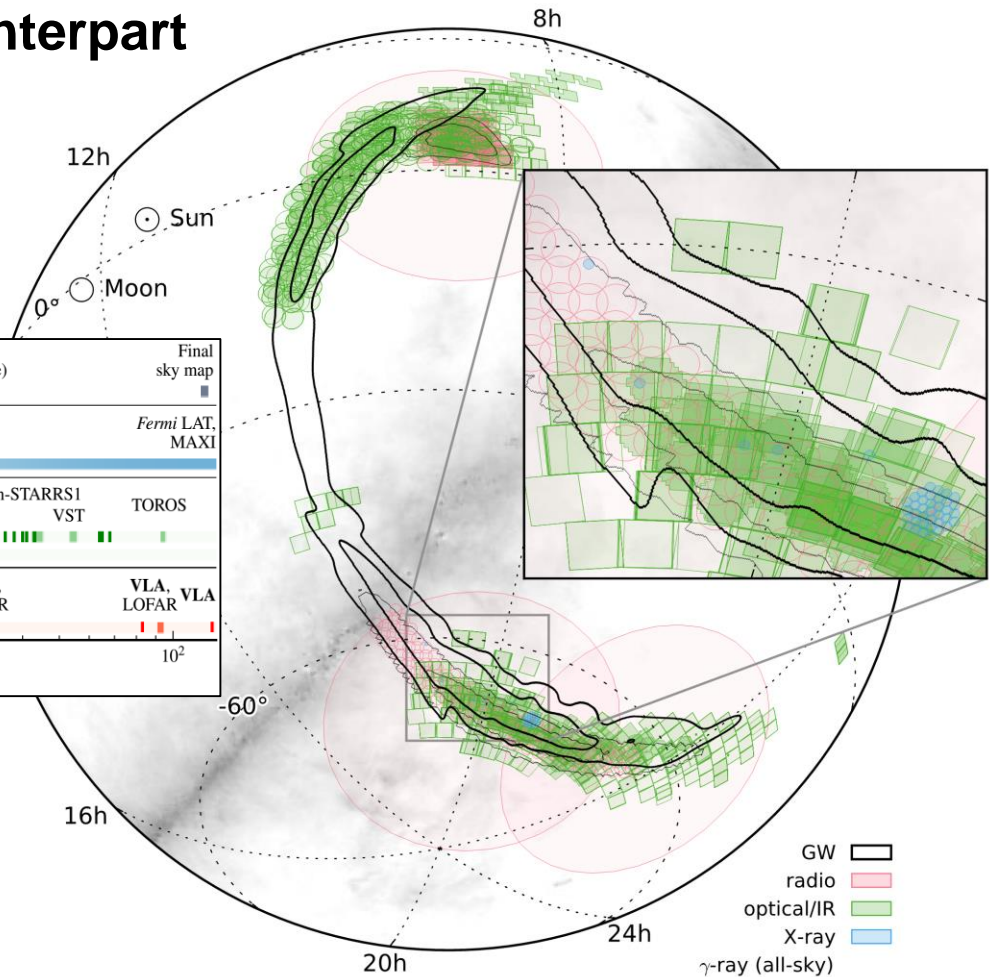 nterpart
8h
12h
Sun
Moon
0°
e)
Final
sky map
Fermi LAT,
MAXI
n-STARRS1
VST
TOROS
R
VLA,
LOFAR
VLA
10²
-60°
16h
20h
24h
GW
radio
optical/IR
X-ray
γ-ray (all-sky)